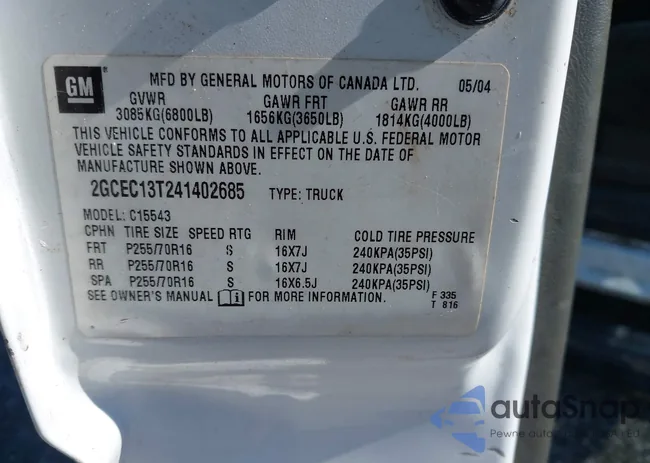 GM MFD BY GENERAL MOTORS OF CANADA LTD. 05/04
GVWR GAWR FRT GAWR RR
3085KG(6800LB) 1656KG(3650LB) 1814KG(4000LB)
THIS VEHICLE CONFORMS TO ALL APPLICABLE U.S. FEDERAL MOTOR
VEHICLE SAFETY STANDARDS IN EFFECT ON THE DATE OF
MANUFACTURE SHOWN ABOVE.
2GCEC13T241402685 TYPE: TRUCK
MODEL: C15543
CPHN TIRE SIZE SPEED RTG RIM COLD TIRE PRESSURE
FRT P255/70R16 S 16X7J 240KPA(35PSI)
RR P255/70R16 S 16X7J 240KPA(35PSI)
SPA P255/70R16 S 16X6.5J 240KPA(35PSI)
SEE OWNER'S MANUAL i FOR MORE INFORMATION. F 335
T 816
autoSnap
Pewne auto